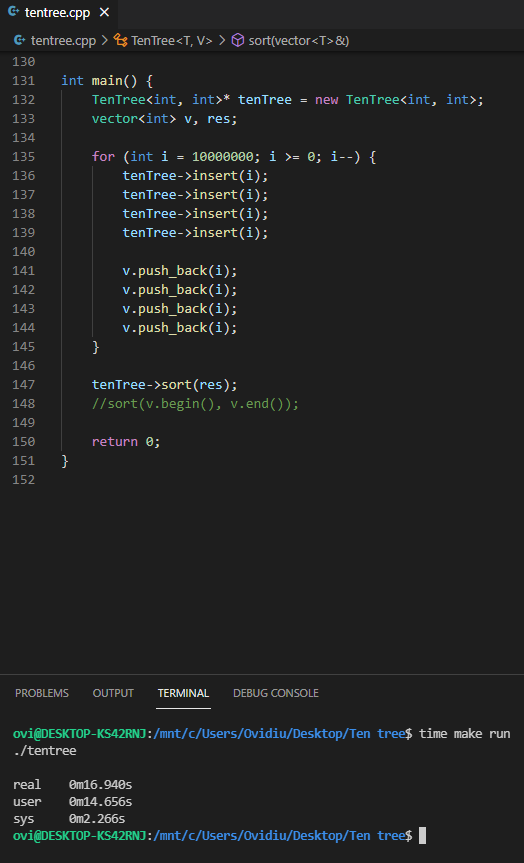 tentree.cpp ×
tentree.cpp > TenTree<T, V> > sort(vector<T>&)
130
131 int main() {
132 TenTree<int, int>* tenTree = new TenTree<int, int>;
133 vector<int> v, res;
134
135 for (int i = 10000000; i >= 0; i--) {
136 tenTree->insert(i);
137 tenTree->insert(i);
138 tenTree->insert(i);
139 tenTree->insert(i);
140
141 v.push_back(i);
142 v.push_back(i);
143 v.push_back(i);
144 v.push_back(i);
145 }
146
147 tenTree->sort(res);
148 //sort(v.begin(), v.end());
149
150 return 0;
151 }
152
PROBLEMS OUTPUT TERMINAL DEBUG CONSOLE
ovi@DESKTOP-KS42RNJ:/mnt/c/Users/Ovidiu/Desktop/Ten tree$ time make run
./tentree
real 0m16.940s
user 0m14.656s
sys 0m2.266s
ovi@DESKTOP-KS42RNJ:/mnt/c/Users/Ovidiu/Desktop/Ten tree$